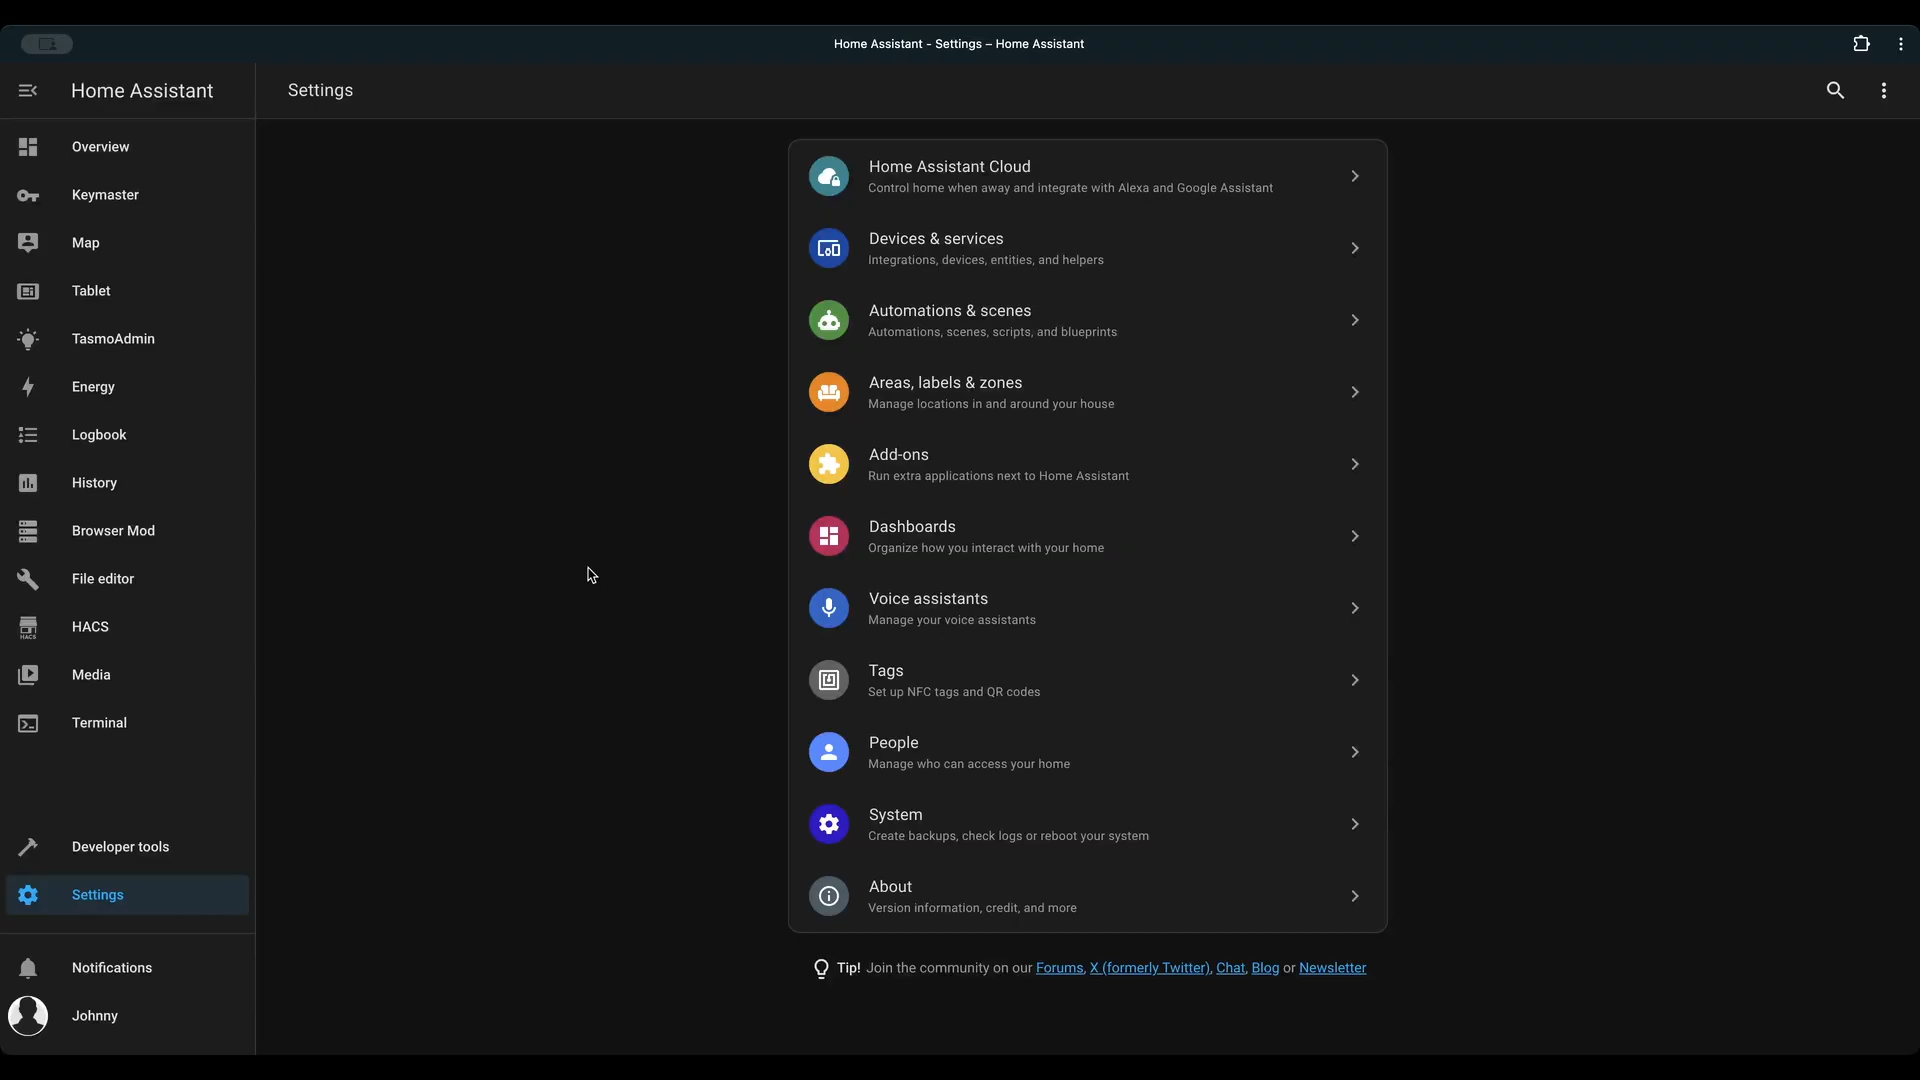 Home Assistant - Settings – Home Assistant
Home Assistant
Settings
Overview
Keymaster
Map
Tablet
TasmoAdmin
Energy
Logbook
History
Browser Mod
File editor
HACS
HACS
Media
Terminal
Developer tools
Settings
Notifications
Johnny
Home Assistant Cloud
Control home when away and integrate with Alexa and Google Assistant
Devices & services
Integrations, devices, entities, and helpers
Automations & scenes
Automations, scenes, scripts, and blueprints
Areas, labels & zones
Manage locations in and around your house
Add-ons
Run extra applications next to Home Assistant
Dashboards
Organize how you interact with your home
Voice assistants
Manage your voice assistants
Tags
Set up NFC tags and QR codes
People
Manage who can access your home
System
Create backups, check logs or reboot your system
About
Version information, credit, and more
Tip! Join the community on our Forums, X (formerly Twitter), Chat, Blog or Newsletter